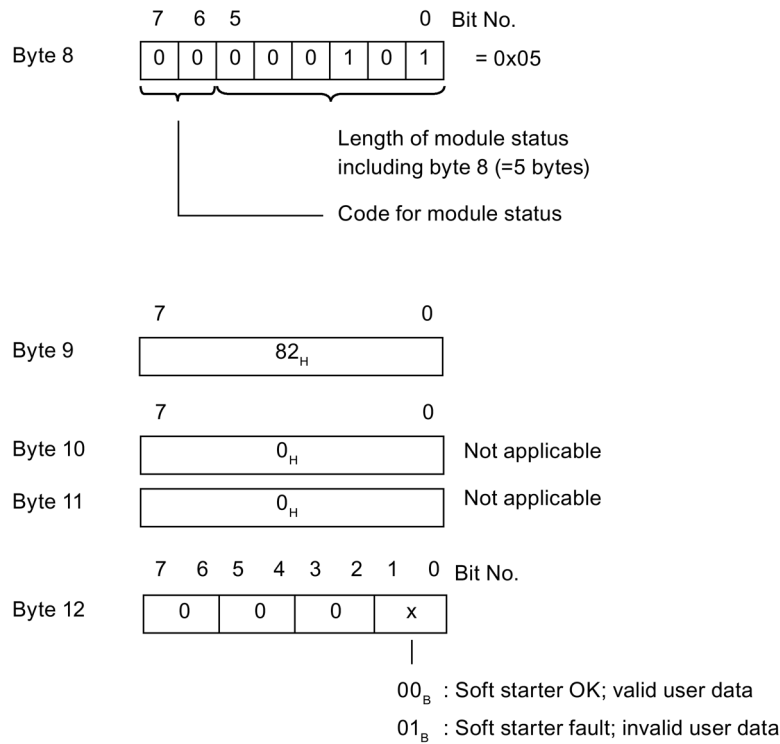 7 6 5 0 Bit No.
Byte 8 0 0 0 0 0 1 0 1 = 0x05
Length of module status
including byte 8 (=5 bytes)
Code for module status
7 0
Byte 9 82H
7 0
Byte 10 0H Not applicable
Byte 11 0H Not applicable
7 6 5 4 3 2 1 0 Bit No.
Byte 12 0 0 0 x
00B : Soft starter OK; valid user data
01B : Soft starter fault; invalid user data